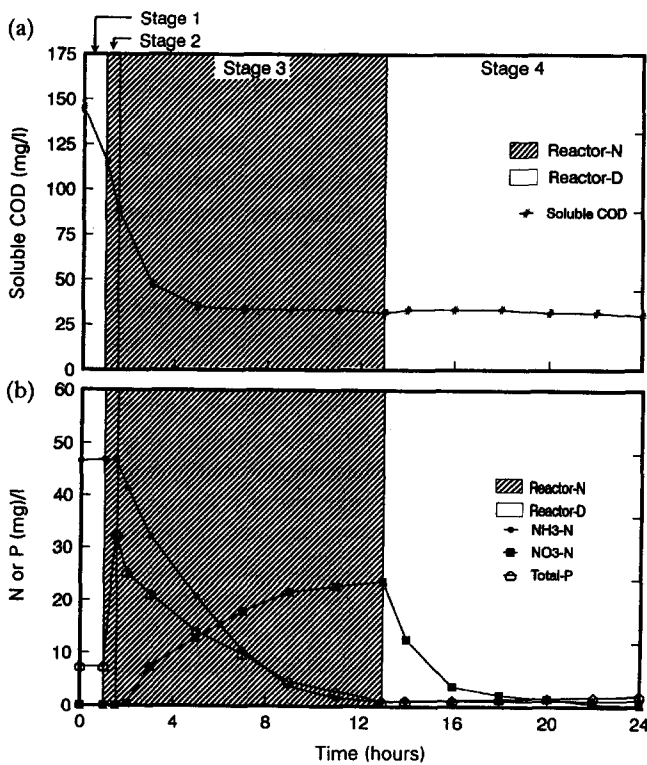 (a)
Stage 1
Stage 2
Stage 3
Stage 4
175
150
125
100
75
50
25
0
Soluble COD (mg/l)
Reactor-N
Reactor-D
Soluble COD
(b)
60
50
40
30
20
10
0
N or P (mg)/l
Reactor-N
Reactor-D
NH3-N
NO3-N
Total-P
0 4 8 12 16 20 24
Time (hours)